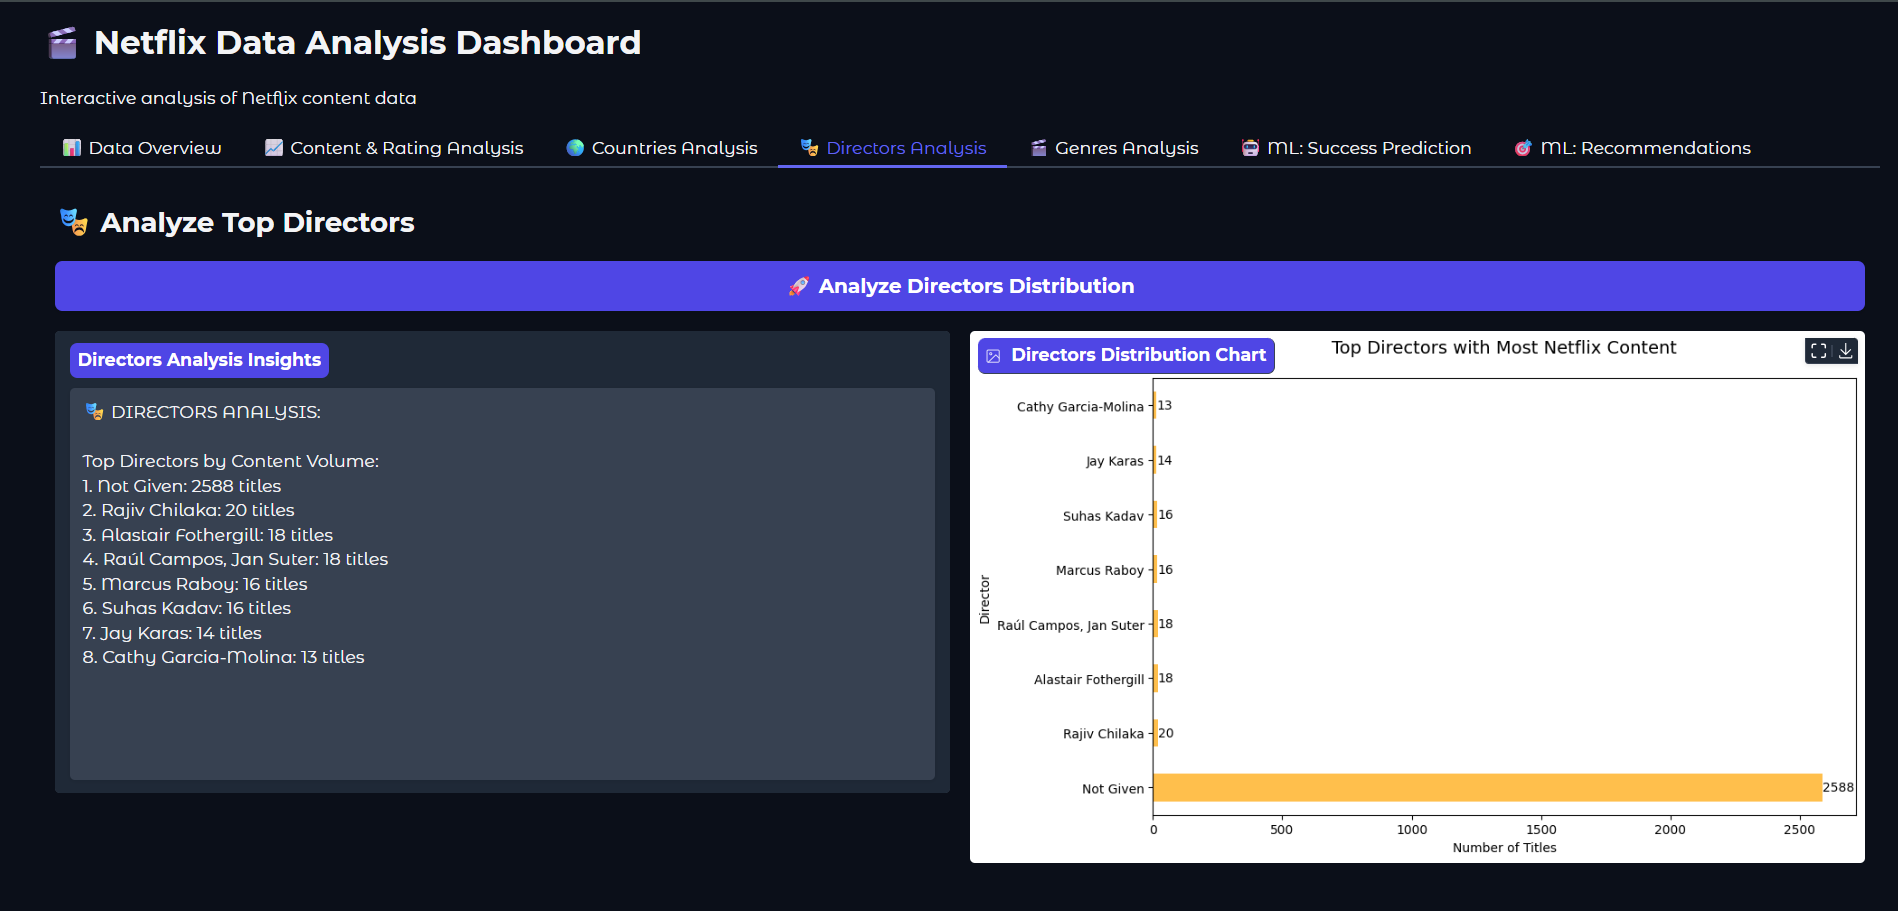 Netflix Data Analysis Dashboard
Interactive analysis of Netflix content data
Data Overview
Content & Rating Analysis
Countries Analysis
Directors Analysis
Genres Analysis
ML: Success Prediction
ML: Recommendations
Analyze Top Directors
Analyze Directors Distribution
Directors Analysis Insights
DIRECTORS ANALYSIS:
Top Directors by Content Volume:
1. Not Given: 2588 titles
2. Rajiv Chilaka: 20 titles
3. Alastair Fothergill: 18 titles
4. Raúl Campos, Jan Suter: 18 titles
5. Marcus Raboy: 16 titles
6. Suhas Kadav: 16 titles
7. Jay Karas: 14 titles
8. Cathy Garcia-Molina: 13 titles
Directors Distribution Chart
Top Directors with Most Netflix Content
Director
Cathy Garcia-Molina 13
Jay Karas 14
Suhas Kadav 16
Marcus Raboy 16
Raúl Campos, Jan Suter 18
Alastair Fothergill 18
Rajiv Chilaka 20
Not Given 2588
0 500 1000 1500 2000 2500
Number of Titles